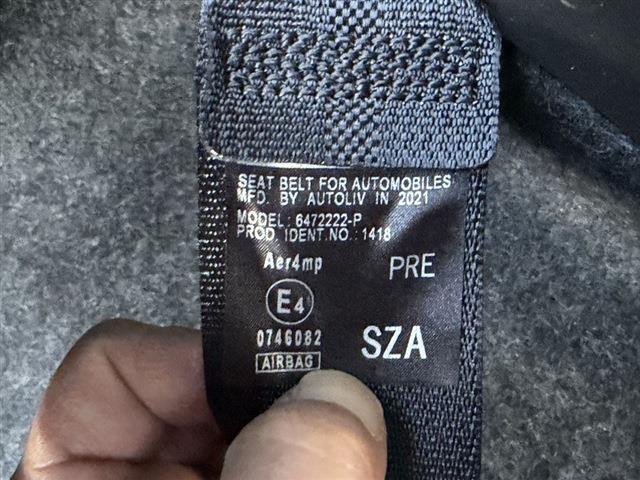 SEAT BELT FOR AUTOMOBILES
MFD. BY AUTOLIV IN 2021
MODEL: 6472222-P
PROD. IDENT.NO.: 1418
Aer4mp PRE
E4
0746082 SZA
AIRBAG